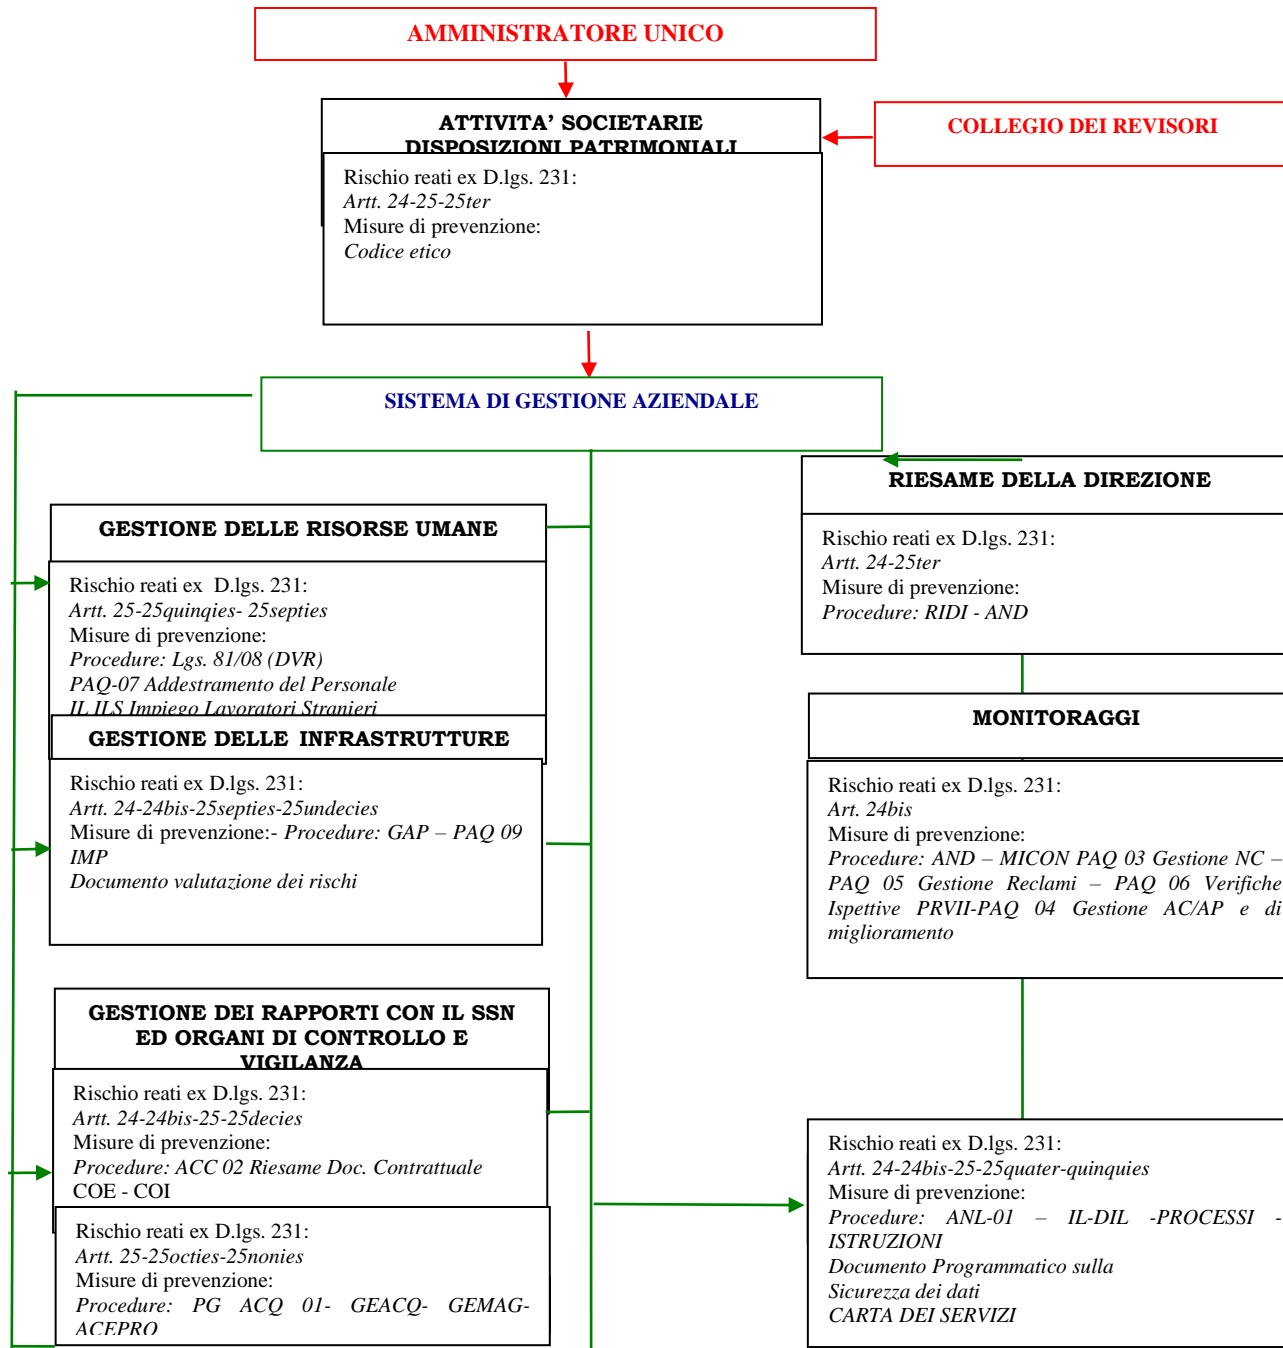 AMMINISTRATORE UNICO
ATTIVITA’ SOCIETARIE
DISPOSIZIONI PATRIMONIALI
COLLEGIO DEI REVISORI
Rischio reati ex D.lgs. 231:
Artt. 24-25-25ter
Misure di prevenzione:
Codice etico
SISTEMA DI GESTIONE AZIENDALE
RIESAME DELLA DIREZIONE
Rischio reati ex D.lgs. 231:
Artt. 24-25ter
Misure di prevenzione:
Procedure: RIDI - AND
GESTIONE DELLE RISORSE UMANE
Rischio reati ex D.lgs. 231:
Artt. 25-25quinqies- 25septies
Misure di prevenzione:
Procedure: Lgs. 81/08 (DVR)
PAQ-07 Addestramento del Personale
IL ILS Impiego Lavoratori Stranieri
MONITORAGGI
Rischio reati ex D.lgs. 231:
Art. 24bis
Misure di prevenzione:
Procedure: AND – MICON PAQ 03 Gestione NC –
PAQ 05 Gestione Reclami – PAQ 06 Verifiche
Ispettive PRVII-PAQ 04 Gestione AC/AP e di
miglioramento
GESTIONE DELLE INFRASTRUTTURE
Rischio reati ex D.lgs. 231:
Artt. 24-24bis-25septies-25undecies
Misure di prevenzione:- Procedure: GAP – PAQ 09
IMP
Documento valutazione dei rischi
GESTIONE DEI RAPPORTI CON IL SSN
ED ORGANI DI CONTROLLO E
VIGILANZA
Rischio reati ex D.lgs. 231:
Artt. 24-24bis-25-25decies
Misure di prevenzione:
Procedure: ACC 02 Riesame Doc. Contrattuale
COE - COI
Rischio reati ex D.lgs. 231:
Artt. 25-25octies-25nonies
Misure di prevenzione:
Procedure: PG ACQ 01- GEACQ- GEMAG-
ACEPRO
Rischio reati ex D.lgs. 231:
Artt. 24-24bis-25-25quater-quinquies
Misure di prevenzione:
Procedure: ANL-01 – IL-DIL -PROCESSI -
ISTRUZIONI
Documento Programmatico sulla
Sicurezza dei dati
CARTA DEI SERVIZI